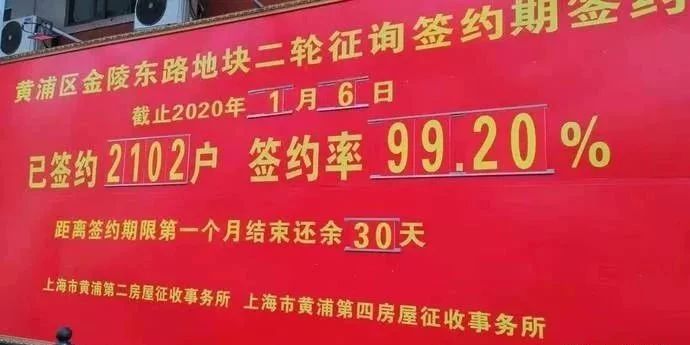 黄浦区金陵东路地块二轮征询签约期签约
截止2020年1月6日
已签约2102户 签约率99.20%
距离签约期限第一个月结束还余30天
上海市黄浦第二房屋征收事务所 上海市黄浦第四房屋征收事务所